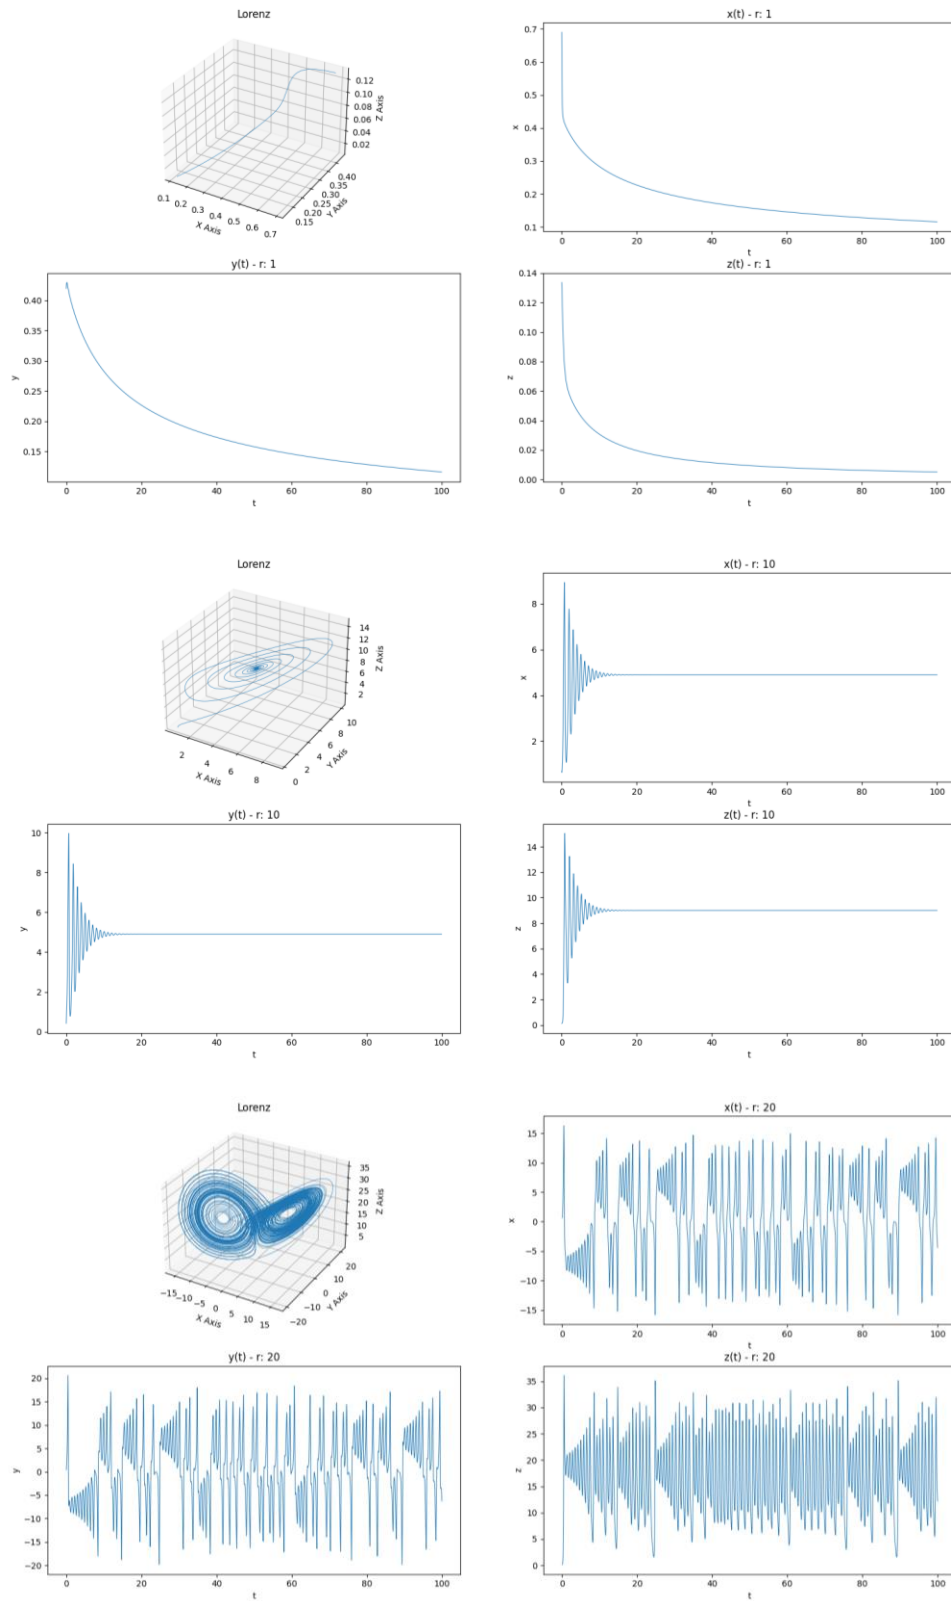 Lorenz
0.12
0.10
0.08
0.06
0.04
0.02
Z Axis
0.40
0.35
0.30
0.25
0.20
0.15
Y Axis
0.1 0.2 0.3 0.4 0.5 0.6 0.7
X Axis
x(t) - r: 1
0.7
0.6
0.5
0.4
0.3
0.2
0.1
x
0 20 40 60 80 100
t
y(t) - r: 1
0.40
0.35
0.30
0.25
0.20
0.15
y
0 20 40 60 80 100
t
z(t) - r: 1
0.14
0.12
0.10
0.08
0.06
0.04
0.02
0.00
z
0 20 40 60 80 100
t
Lorenz
14
12
10
8
6
4
2
Z Axis
10
8
6
4
2
0
Y Axis
2 4 6 8
X Axis
x(t) - r: 10
8
6
4
2
x
0 20 40 60 80 100
t
y(t) - r: 10
10
8
6
4
2
0
y
0 20 40 60 80 100
t
z(t) - r: 10
14
12
10
8
6
4
2
0
z
0 20 40 60 80 100
t
Lorenz
35
30
25
20
15
10
5
Z Axis
20
10
0
−10
−20
Y Axis
−15 −10 −5 0 5 10 15
X Axis
x(t) - r: 20
15
10
5
0
−5
−10
−15
x
0 20 40 60 80 100
t
y(t) - r: 20
20
15
10
5
0
−5
−10
−15
−20
y
0 20 40 60 80 100
t
z(t) - r: 20
35
30
25
20
15
10
5
0
z
0 20 40 60 80 100
t